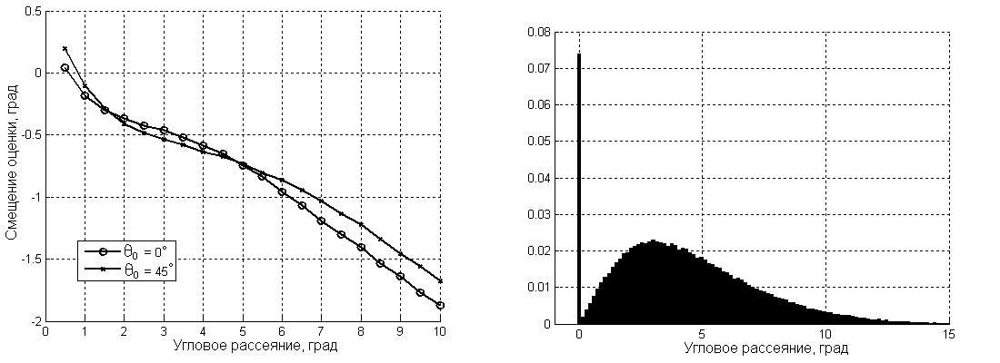 0.5
0
-0.5
-1
-1.5
-2
Смещение оценки, град
θ0 = 0°
θ0 = 45°
0 1 2 3 4 5 6 7 8 9 10
Угловое рассеяние, град
0.08
0.07
0.06
0.05
0.04
0.03
0.02
0.01
0
0 5 10 15
Угловое рассеяние, град